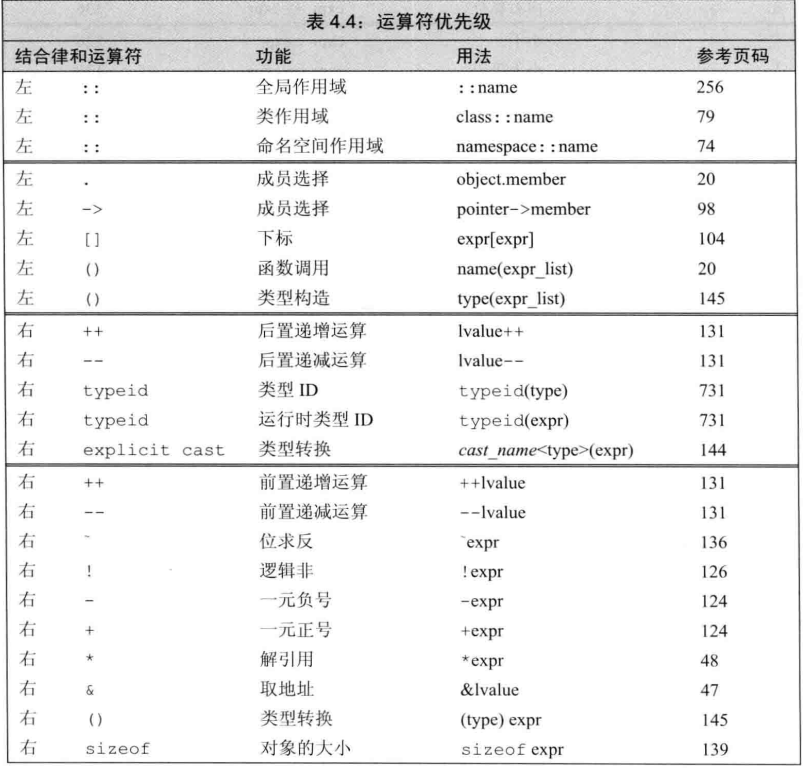 表 4.4：运算符优先级
结合律和运算符 功能 用法 参考页码
左 :: 全局作用域 ::name 256
左 :: 类作用域 class::name 79
左 :: 命名空间作用域 namespace::name 74
左 . 成员选择 object.member 20
左 -> 成员选择 pointer->member 98
左 [] 下标 expr[expr] 104
左 () 函数调用 name(expr_list) 20
左 () 类型构造 type(expr_list) 145
右 ++ 后置递增运算 lvalue++ 131
右 -- 后置递减运算 lvalue-- 131
右 typeid 类型 ID typeid(type) 731
右 typeid 运行时类型 ID typeid(expr) 731
右 explicit cast 类型转换 cast_name<type>(expr) 144
右 ++ 前置递增运算 ++lvalue 131
右 -- 前置递减运算 --lvalue 131
右 ~ 位求反 ~expr 136
右 ! 逻辑非 !expr 126
右 - 一元负号 -expr 124
右 + 一元正号 +expr 124
右 * 解引用 *expr 48
右 & 取地址 &lvalue 47
右 () 类型转换 (type) expr 145
右 sizeof 对象的大小 sizeof expr 139